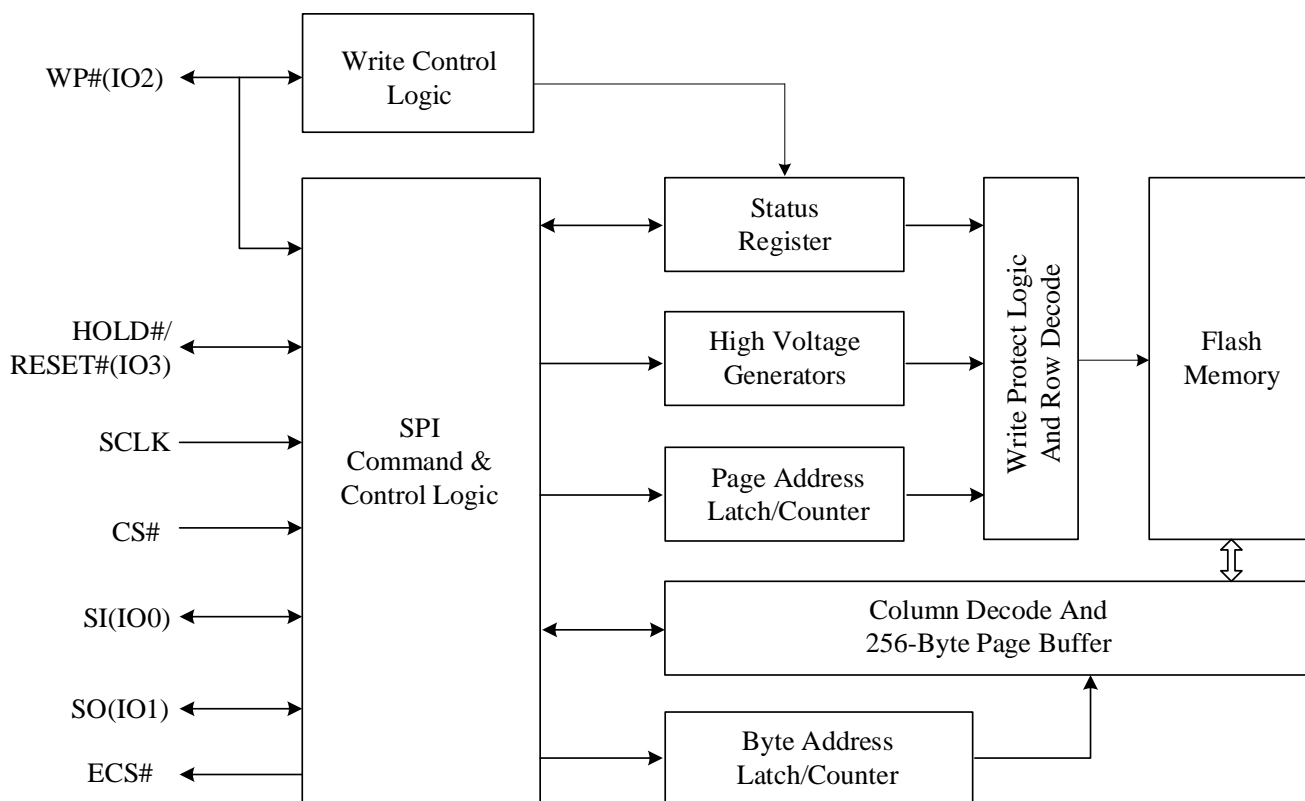 WP#(IO2)
Write Control
Logic
Status
Register
HOLD#/
RESET#(IO3)
High Voltage
Generators
Write Protect Logic
And Row Decode
Flash
Memory
SCLK
SPI
Command &
Control Logic
Page Address
Latch/Counter
CS#
SI(IO0)
Column Decode And
256-Byte Page Buffer
SO(IO1)
Byte Address
Latch/Counter
ECS#